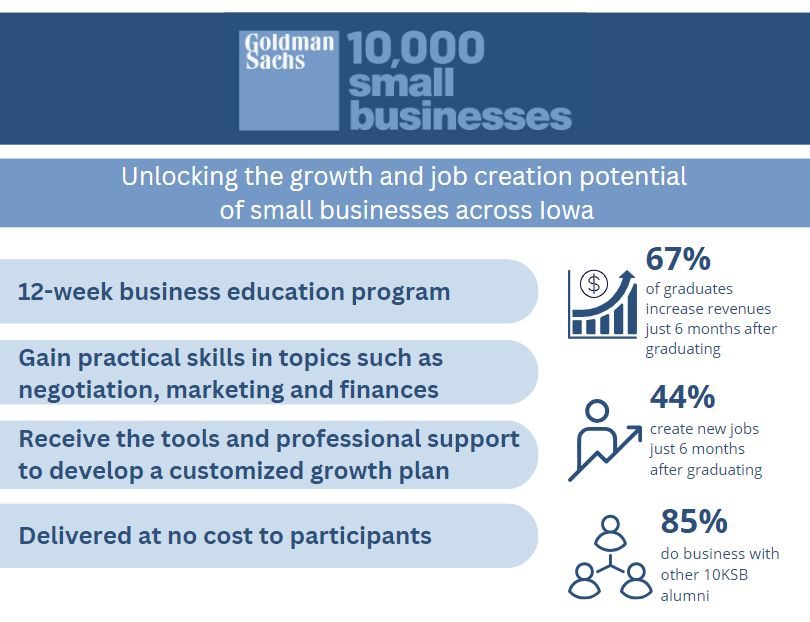 Goldman
Sachs
10,000
small
businesses
Unlocking the growth and job creation potential
of small businesses across Iowa
12-week business education program
Gain practical skills in topics such as
negotiation, marketing and finances
Receive the tools and professional support
to develop a customized growth plan
Delivered at no cost to participants
$
67%
of graduates
increase revenues
just 6 months after
graduating
44%
create new jobs
just 6 months
after graduating
85%
do business with
other 10KSB
alumni